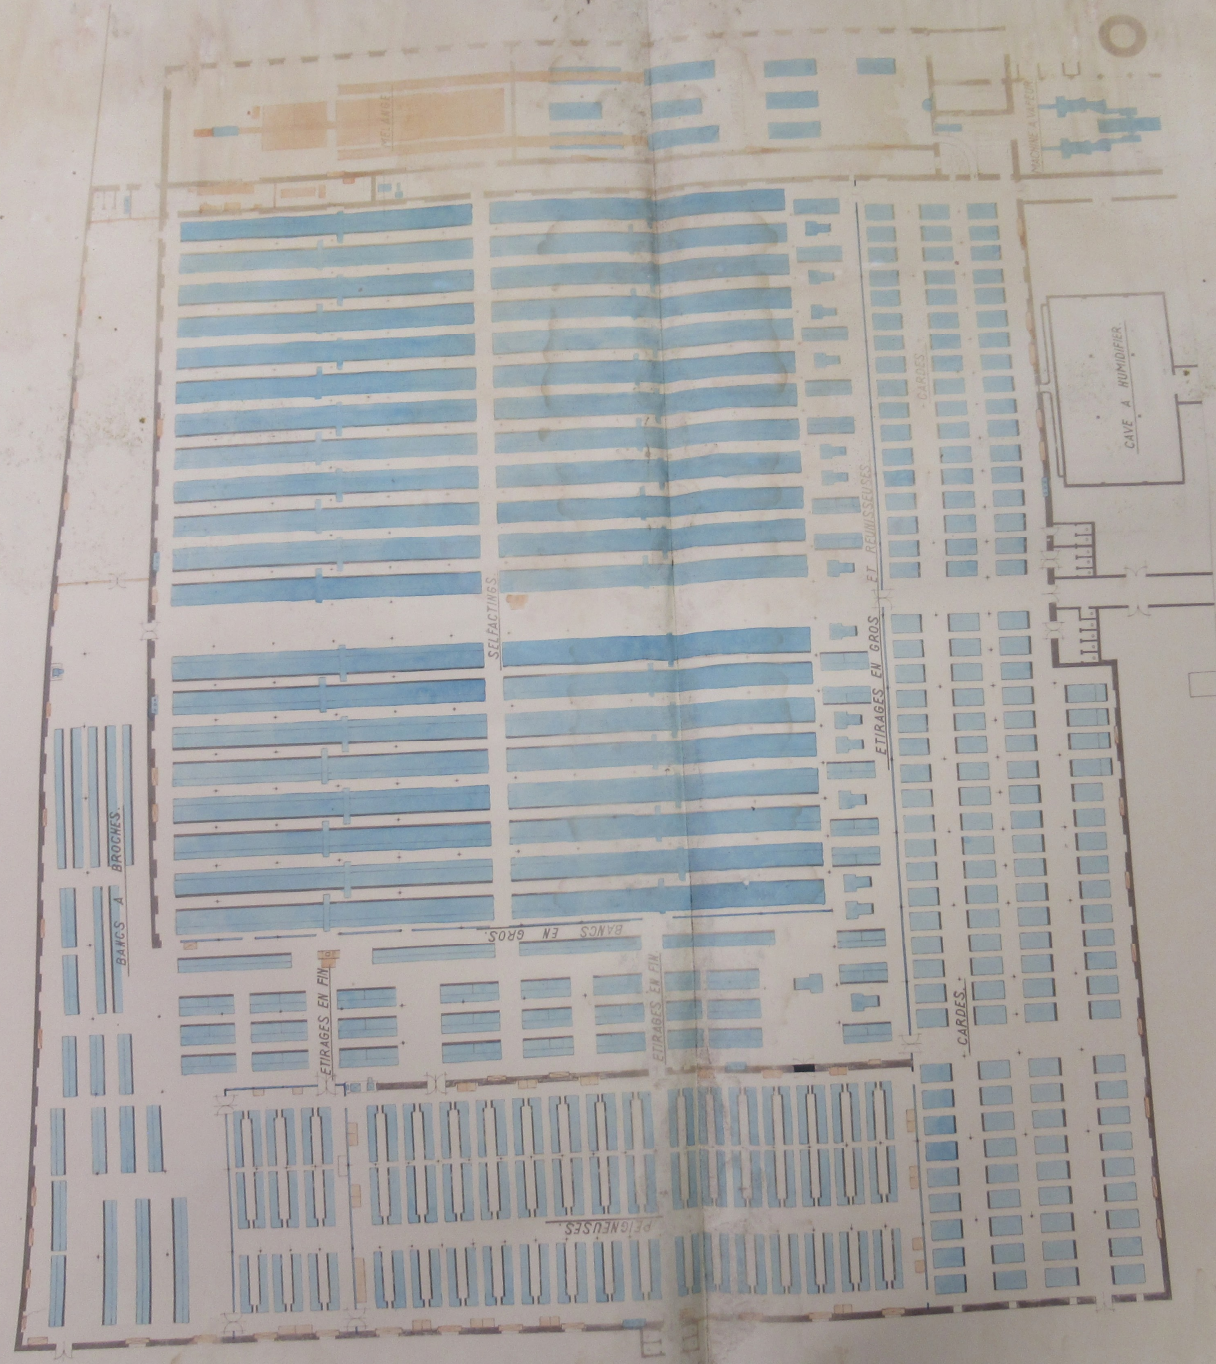 MELANGE
MACHINE A VAPEUR
CAVE A HUMIDIFIER.
CARDES.
SELFACTINGS.
ETIRAGES EN GROS ET REUNISSEUSES.
BANCS A BROCHES.
BANCS EN GROS.
ETIRAGES EN FIN.
ETIRAGES EN FIN.
CARDES.
PEIGNEUSES.